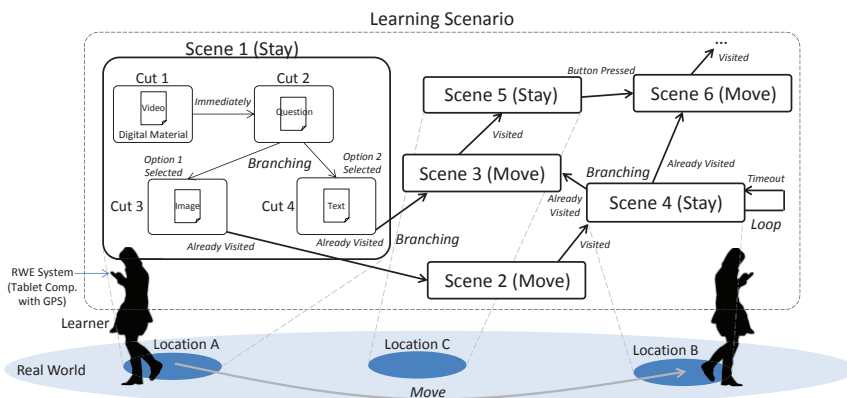 Learning Scenario
Scene 1 (Stay)
Cut 1
Video
Digital Material
Immediately
Cut 2
Question
Option 1
Selected
Branching
Option 2
Selected
Cut 3
Image
Cut 4
Text
Already Visited
Already Visited
Branching
Scene 5 (Stay)
Button Pressed
Scene 6 (Move)
...
Visited
Visited
Scene 3 (Move)
Already Visited
Branching
Already
Visited
Scene 4 (Stay)
Timeout
Loop
Visited
Scene 2 (Move)
RWE System
(Tablet Comp.
with GPS)
Learner
Location A
Location C
Location B
Real World
Move